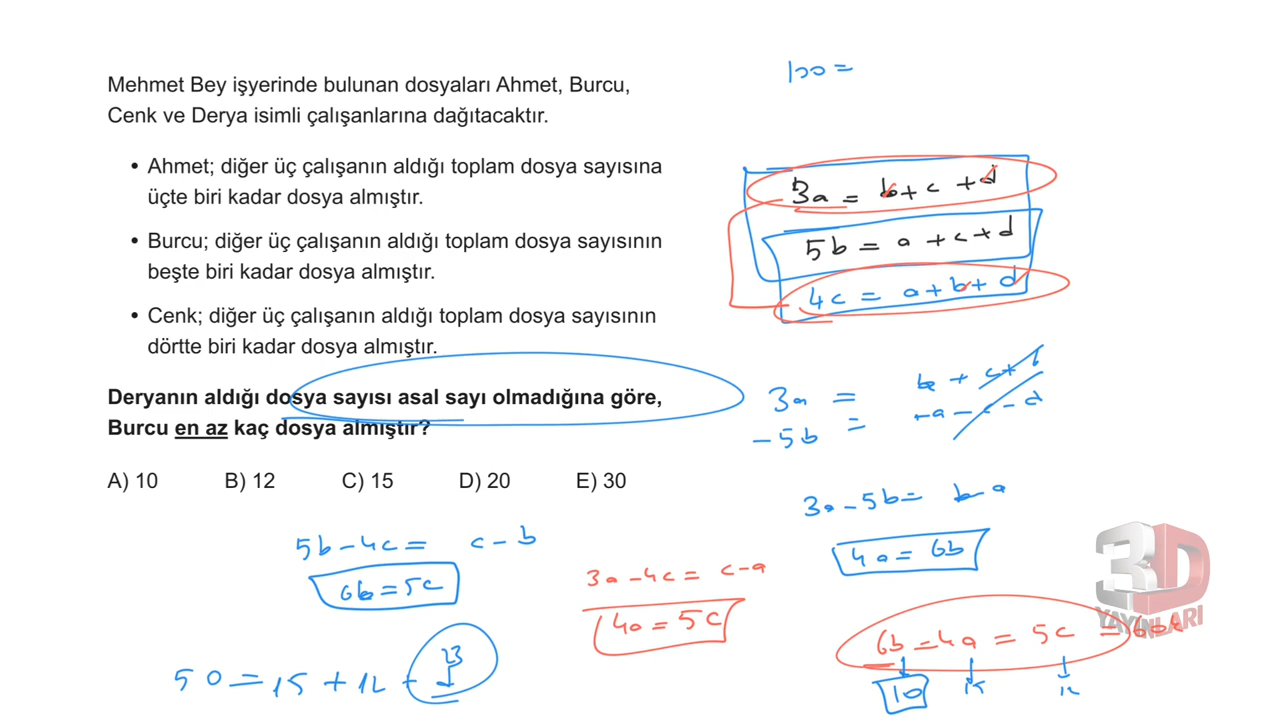 100 =
Mehmet Bey işyerinde bulunan dosyaları Ahmet, Burcu,
Cenk ve Derya isimli çalışanlarına dağıtacaktır.
• Ahmet; diğer üç çalışanın aldığı toplam dosya sayısına
üçte biri kadar dosya almıştır.
• Burcu; diğer üç çalışanın aldığı toplam dosya sayısının
beşte biri kadar dosya almıştır.
• Cenk; diğer üç çalışanın aldığı toplam dosya sayısının
dörtte biri kadar dosya almıştır.
Deryanın aldığı dosya sayısı asal sayı olmadığına göre,
Burcu en az kaç dosya almıştır?
A) 10 B) 12 C) 15 D) 20 E) 30
3a = b + c + d
5b = a + c + d
4c = a + b + d
3a = b + c + d
- 5b = -a - c - d
3a - 5b = b - a
4a = 6b
5b - 4c = c - b
6b = 5c
3a - 4c = c - a
4a = 5c
6b = 4a = 5c = 60k
10 15 12
50 = 15 + 12 + d
13
3D
YAYINLARI